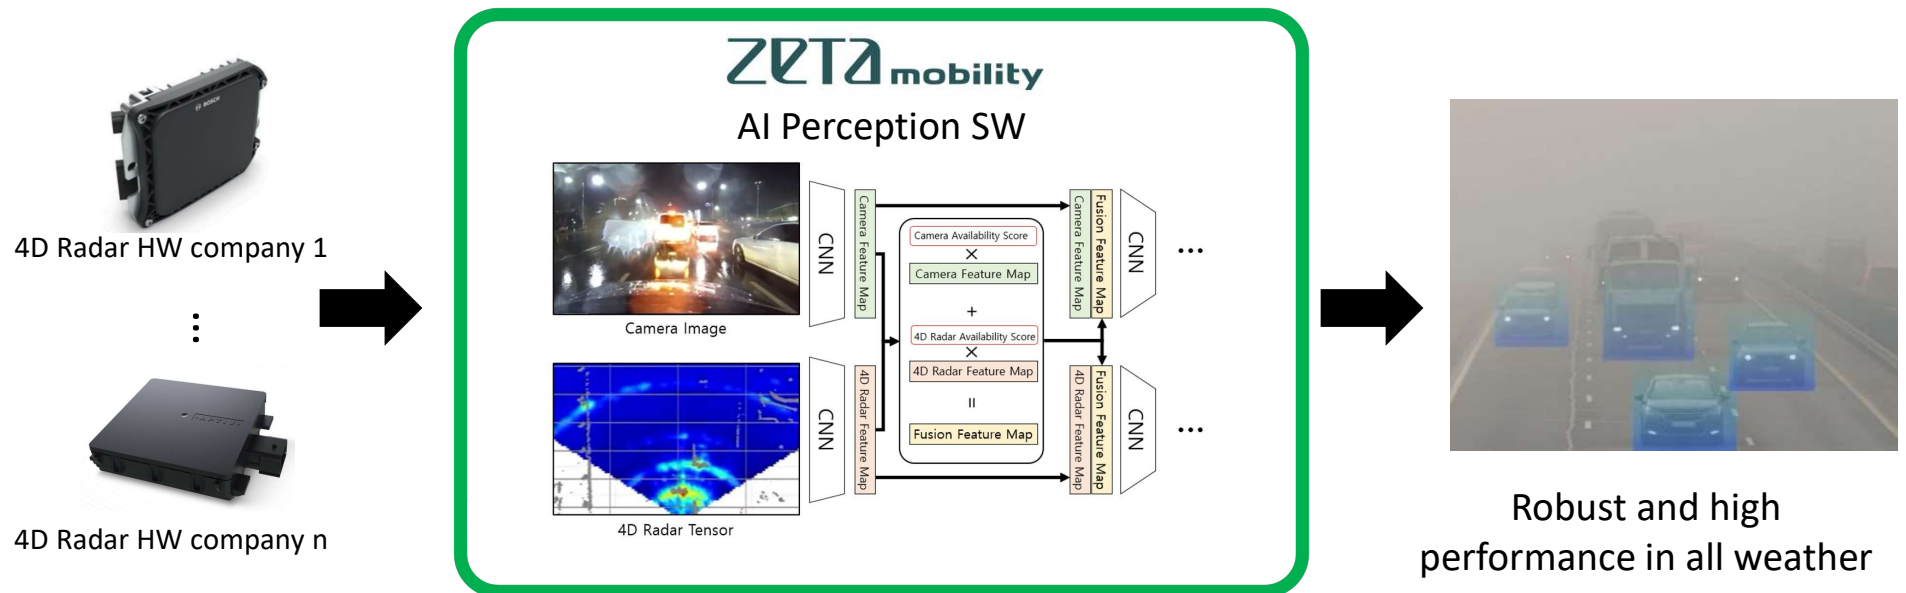 BOSCH
4D Radar HW company 1
⋮
4D Radar HW company n
ZETA mobility
AI Perception SW
Camera Image
4D Radar Tensor
CNN
Camera Feature Map
CNN
4D Radar Feature Map
Camera Availability Score
×
Camera Feature Map
+
4D Radar Availability Score
×
4D Radar Feature Map
=
Fusion Feature Map
Camera Feature Map
Fusion Feature Map
CNN
...
4D Radar Feature Map
Fusion Feature Map
CNN
...
Robust and high
performance in all weather